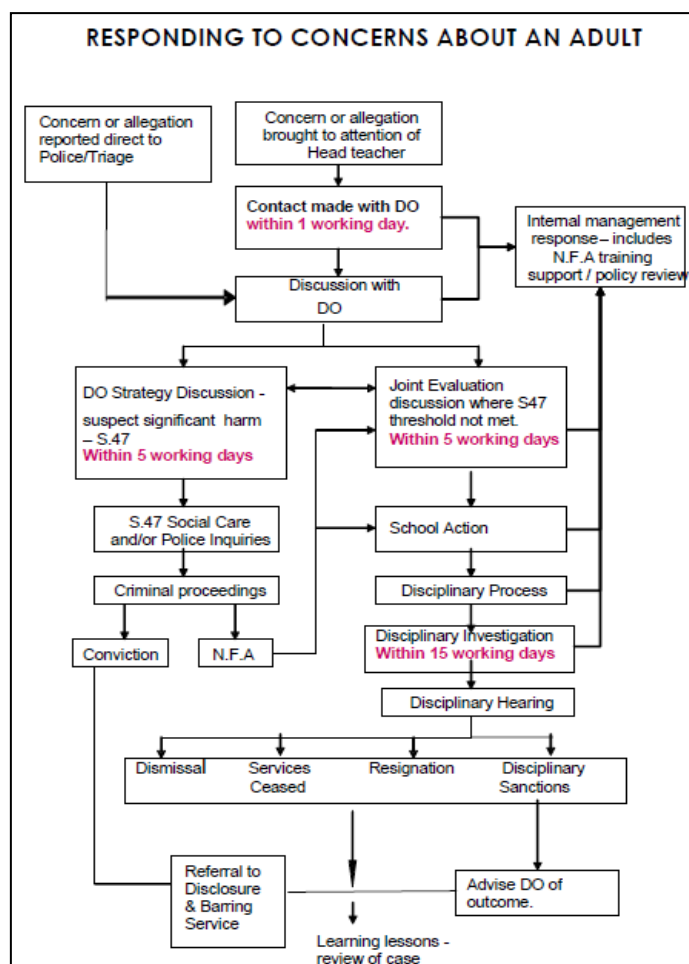 RESPONDING TO CONCERNS ABOUT AN ADULT
Concern or allegation
reported direct to
Police/Triage
Concern or allegation
brought to attention of
Head teacher
Contact made with DO
within 1 working day.
Internal management
response – includes
N.F.A training
support / policy review
Discussion with
DO
DO Strategy Discussion -
suspect significant harm
– S.47
Within 5 working days
Joint Evaluation
discussion where S47
threshold not met.
Within 5 working days
S.47 Social Care
and/or Police Inquiries
School Action
Criminal proceedings
Disciplinary Process
Conviction
N.F.A
Disciplinary Investigation
Within 15 working days
Disciplinary Hearing
Dismissal
Services
Ceased
Resignation
Disciplinary
Sanctions
Referral to
Disclosure
& Barring
Service
Advise DO of
outcome.
Learning lessons -
review of case